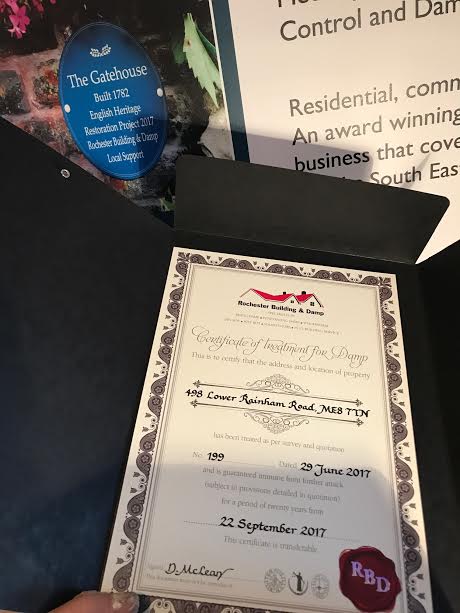 The Gatehouse
Built 1782
English Heritage
Restoration Project 2017
Rochester Building & Damp
Local Support
Control and Dam
Residential, comm
An award winning
business that cove
South East
Rochester Building & Damp
Certificate of treatment for Damp
This is to certify that the address and location of property
498 Lower Rainham Road, ME8 7TN
has been treated as per survey and quotation
No. 199 Dated 29 June 2017
and is guaranteed immune from further attack
(subject to provisions detailed in quotation)
for a period of twenty years from
22 September 2017
This certificate is transferable.
Signed D.McLeary
RBD